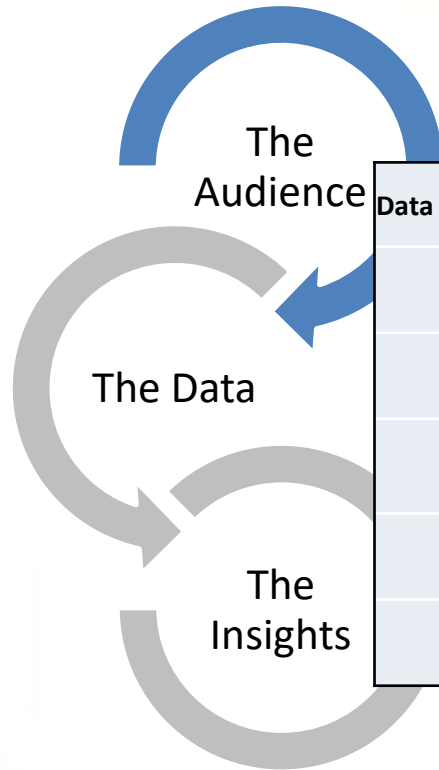 The
Audience
Data
The Data
The
Insights